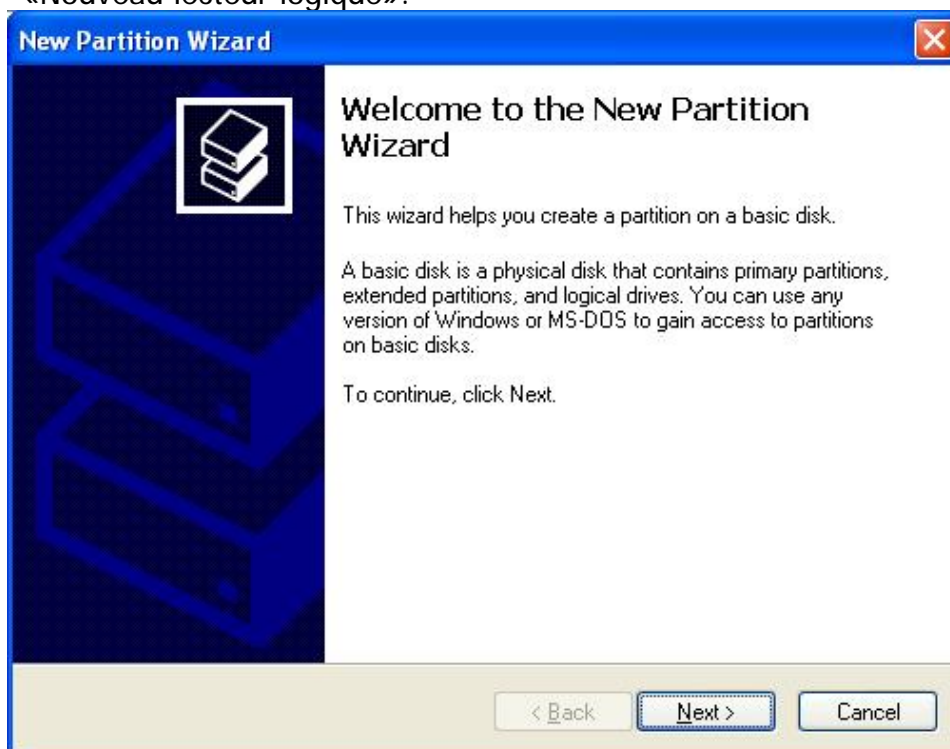 «Nouveau lecteur logique».
New Partition Wizard
Welcome to the New Partition
Wizard
This wizard helps you create a partition on a basic disk.
A basic disk is a physical disk that contains primary partitions,
extended partitions, and logical drives. You can use any
version of Windows or MS-DOS to gain access to partitions
on basic disks.
To continue, click Next.
< Back
Next >
Cancel